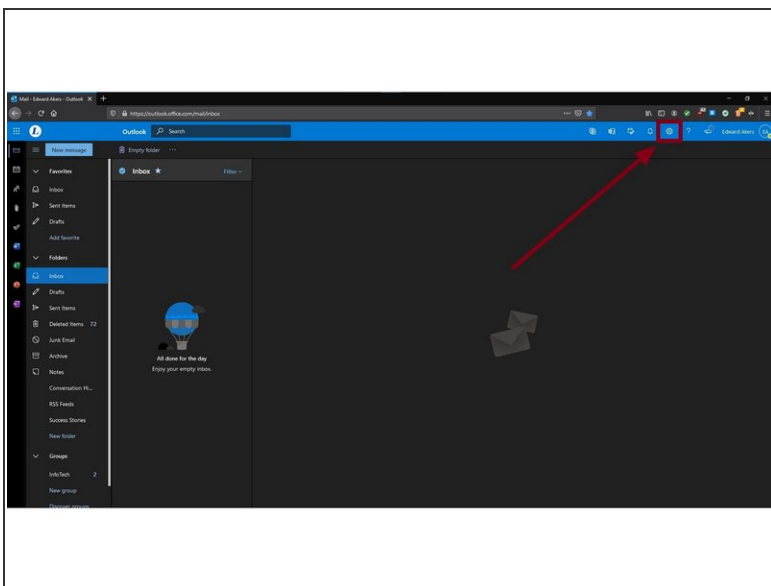 Mail - Edward Akers - Outlook
https://outlook.office.com/mail/inbox
Outlook
Search
Edward Akers
EA
New message
Empty folder
Favorites
Inbox
Sent Items
Drafts
Add favorite
Folders
Inbox
Drafts
Sent Items
Deleted Items 72
Junk Email
Archive
Notes
Conversation Hi...
RSS Feeds
Success Stories
New folder
Groups
InfoTech 2
New group
Discover groups
Inbox
Filter
All done for the day
Enjoy your empty inbox.